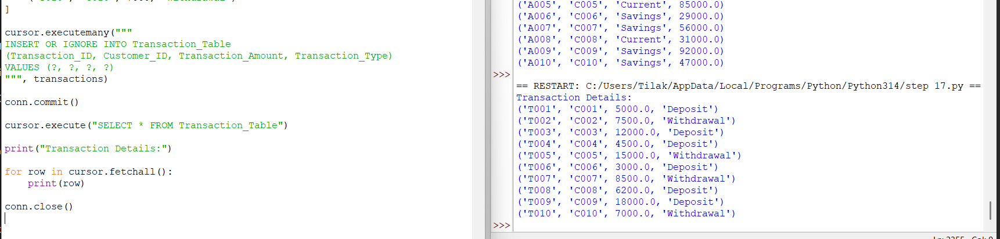 ]
cursor.executemany("""
INSERT OR IGNORE INTO Transaction_Table
(Transaction_ID, Customer_ID, Transaction_Amount, Transaction_Type)
VALUES (?, ?, ?, ?)
""", transactions)
conn.commit()
cursor.execute("SELECT * FROM Transaction_Table")
print("Transaction Details:")
for row in cursor.fetchall():
    print(row)
conn.close()
('A005', 'C005', 'Current', 85000.0)
('A006', 'C006', 'Savings', 29000.0)
('A007', 'C007', 'Savings', 56000.0)
('A008', 'C008', 'Current', 31000.0)
('A009', 'C009', 'Savings', 92000.0)
('A010', 'C010', 'Savings', 47000.0)
>>>
== RESTART: C:/Users/Tilak/AppData/Local/Programs/Python/Python314/step 17.py ==
Transaction Details:
('T001', 'C001', 5000.0, 'Deposit')
('T002', 'C002', 7500.0, 'Withdrawal')
('T003', 'C003', 12000.0, 'Deposit')
('T004', 'C004', 4500.0, 'Deposit')
('T005', 'C005', 15000.0, 'Withdrawal')
('T006', 'C006', 3000.0, 'Deposit')
('T007', 'C007', 8500.0, 'Withdrawal')
('T008', 'C008', 6200.0, 'Deposit')
('T009', 'C009', 18000.0, 'Deposit')
('T010', 'C010', 7000.0, 'Withdrawal')
>>>